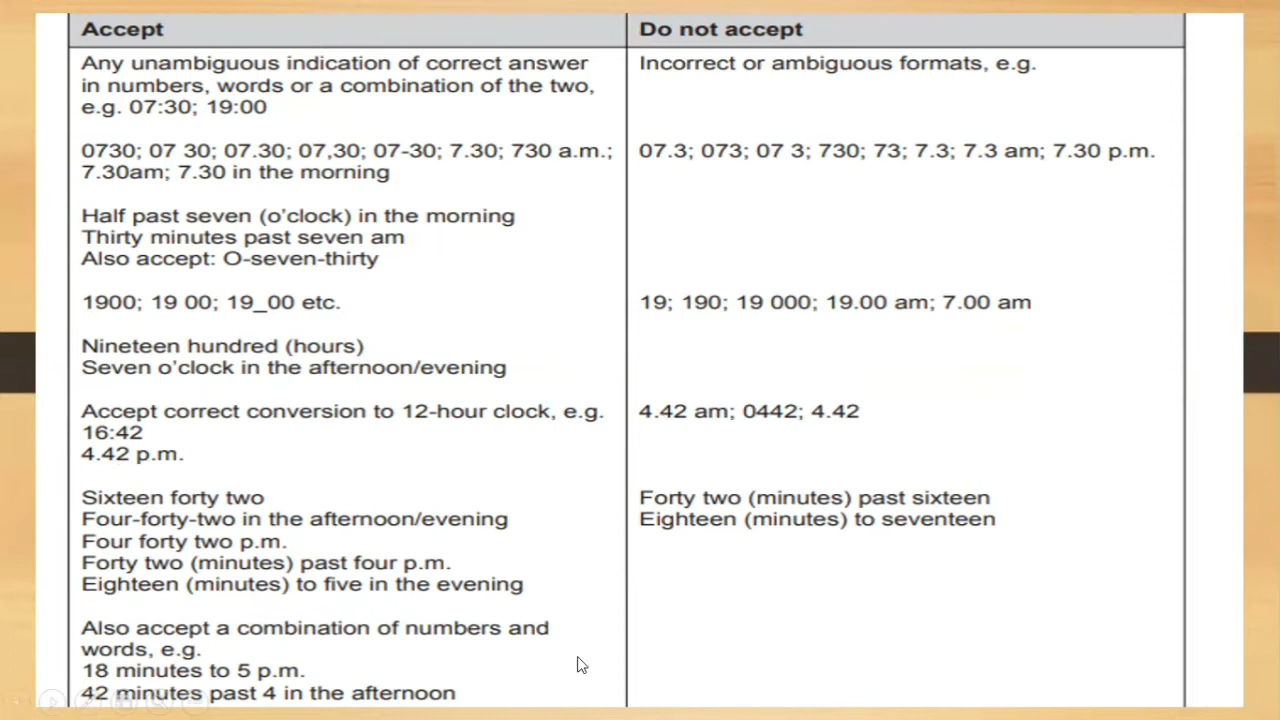 Accept
Do not accept
Any unambiguous indication of correct answer
in numbers, words or a combination of the two,
e.g. 07:30; 19:00
Incorrect or ambiguous formats, e.g.
0730; 07 30; 07.30; 07,30; 07-30; 7.30; 730 a.m.;
7.30am; 7.30 in the morning
07.3; 073; 07 3; 730; 73; 7.3; 7.3 am; 7.30 p.m.
Half past seven (o'clock) in the morning
Thirty minutes past seven am
Also accept: O-seven-thirty
1900; 19 00; 19_00 etc.
19; 190; 19 000; 19.00 am; 7.00 am
Nineteen hundred (hours)
Seven o'clock in the afternoon/evening
Accept correct conversion to 12-hour clock, e.g.
16:42
4.42 p.m.
4.42 am; 0442; 4.42
Sixteen forty two
Four-forty-two in the afternoon/evening
Four forty two p.m.
Forty two (minutes) past four p.m.
Eighteen (minutes) to five in the evening
Forty two (minutes) past sixteen
Eighteen (minutes) to seventeen
Also accept a combination of numbers and
words, e.g.
18 minutes to 5 p.m.
42 minutes past 4 in the afternoon